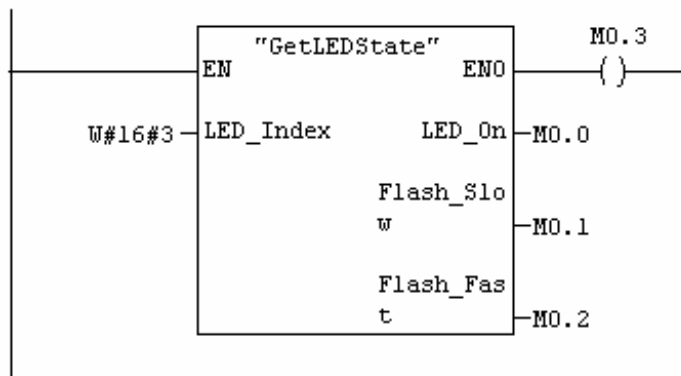 "GetLEDState"
M0.3
EN
ENO
W#16#3
LED_Index
LED_On
M0.0
Flash_Slo
w
M0.1
Flash_Fas
t
M0.2